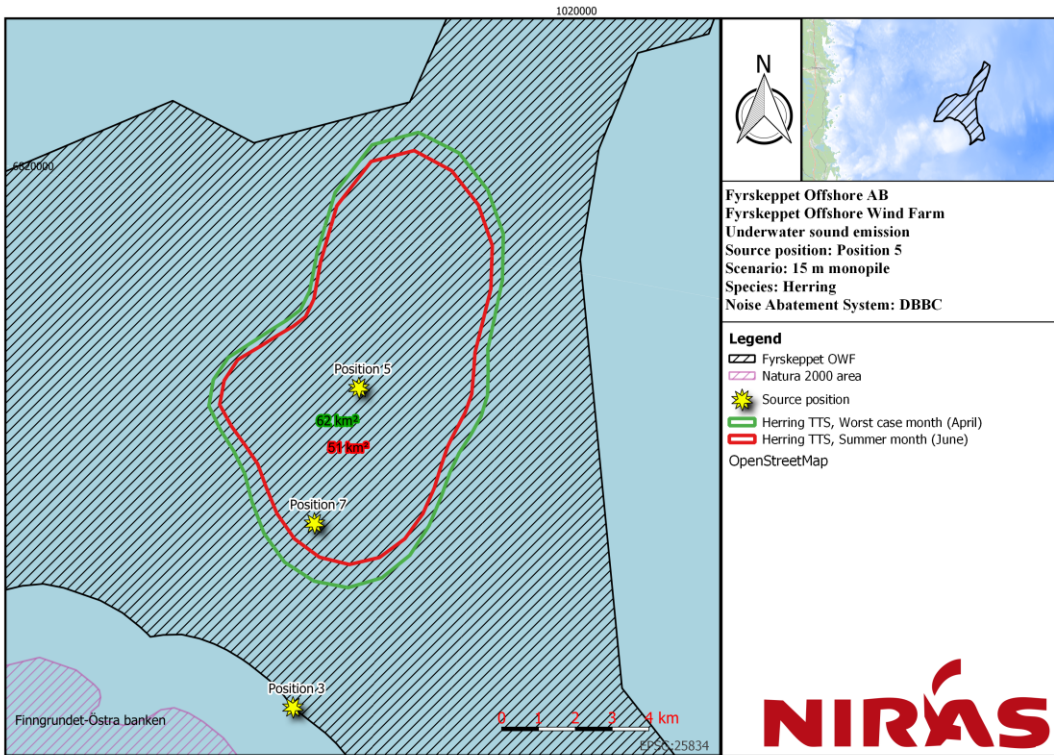 1020000
6820000
Position 5
62 km²
51 km²
Position 7
Position 3
Finngrundet-Östra banken
0 1 2 3 4 km
EPSG:25834
N
Fyrskeppet Offshore AB
Fyrskeppet Offshore Wind Farm
Underwater sound emission
Source position: Position 5
Scenario: 15 m monopile
Species: Herring
Noise Abatement System: DBBC
Legend
Fyrskeppet OWF
Natura 2000 area
Source position
Herring TTS, Worst case month (April)
Herring TTS, Summer month (June)
OpenStreetMap
NIRAS